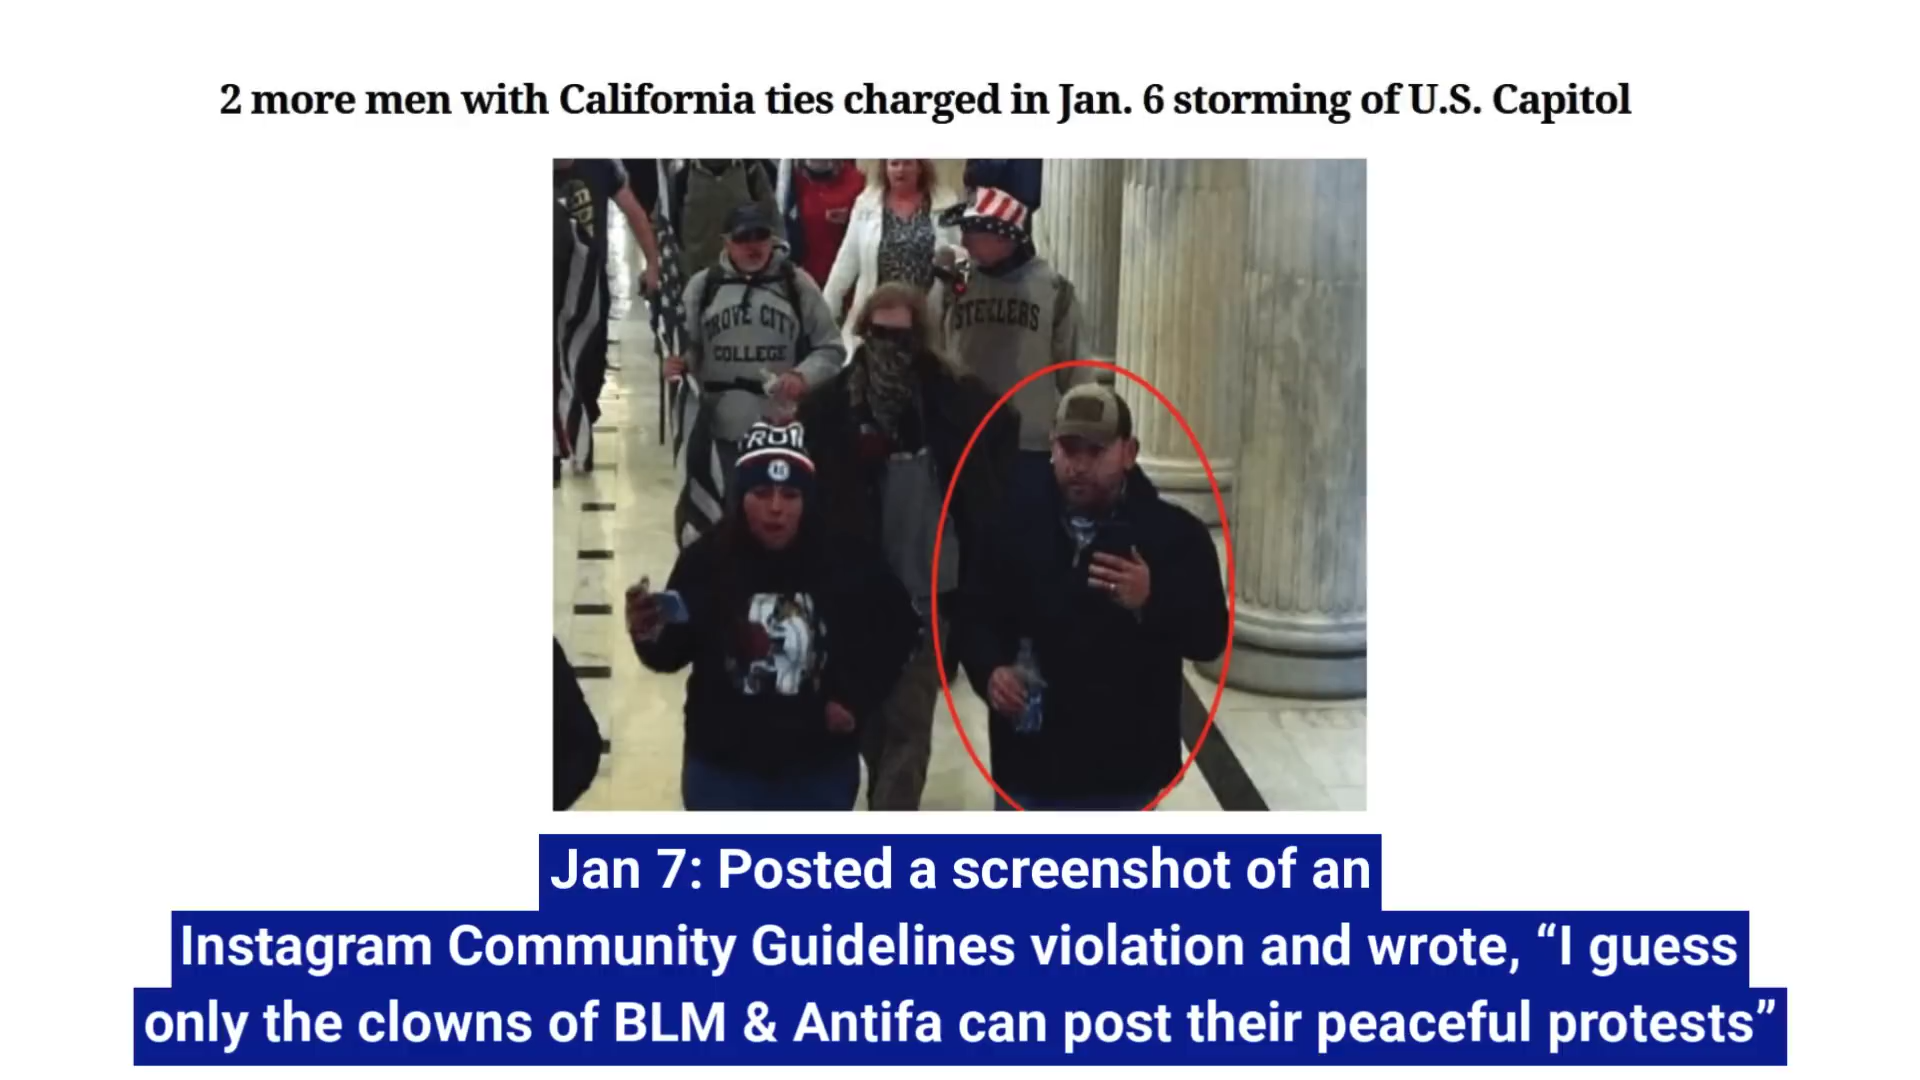 2 more men with California ties charged in Jan. 6 storming of U.S. Capitol
STEELERS
GROVE CITY
COLLEGE
Jan 7: Posted a screenshot of an
Instagram Community Guidelines violation and wrote, “I guess
only the clowns of BLM & Antifa can post their peaceful protests”